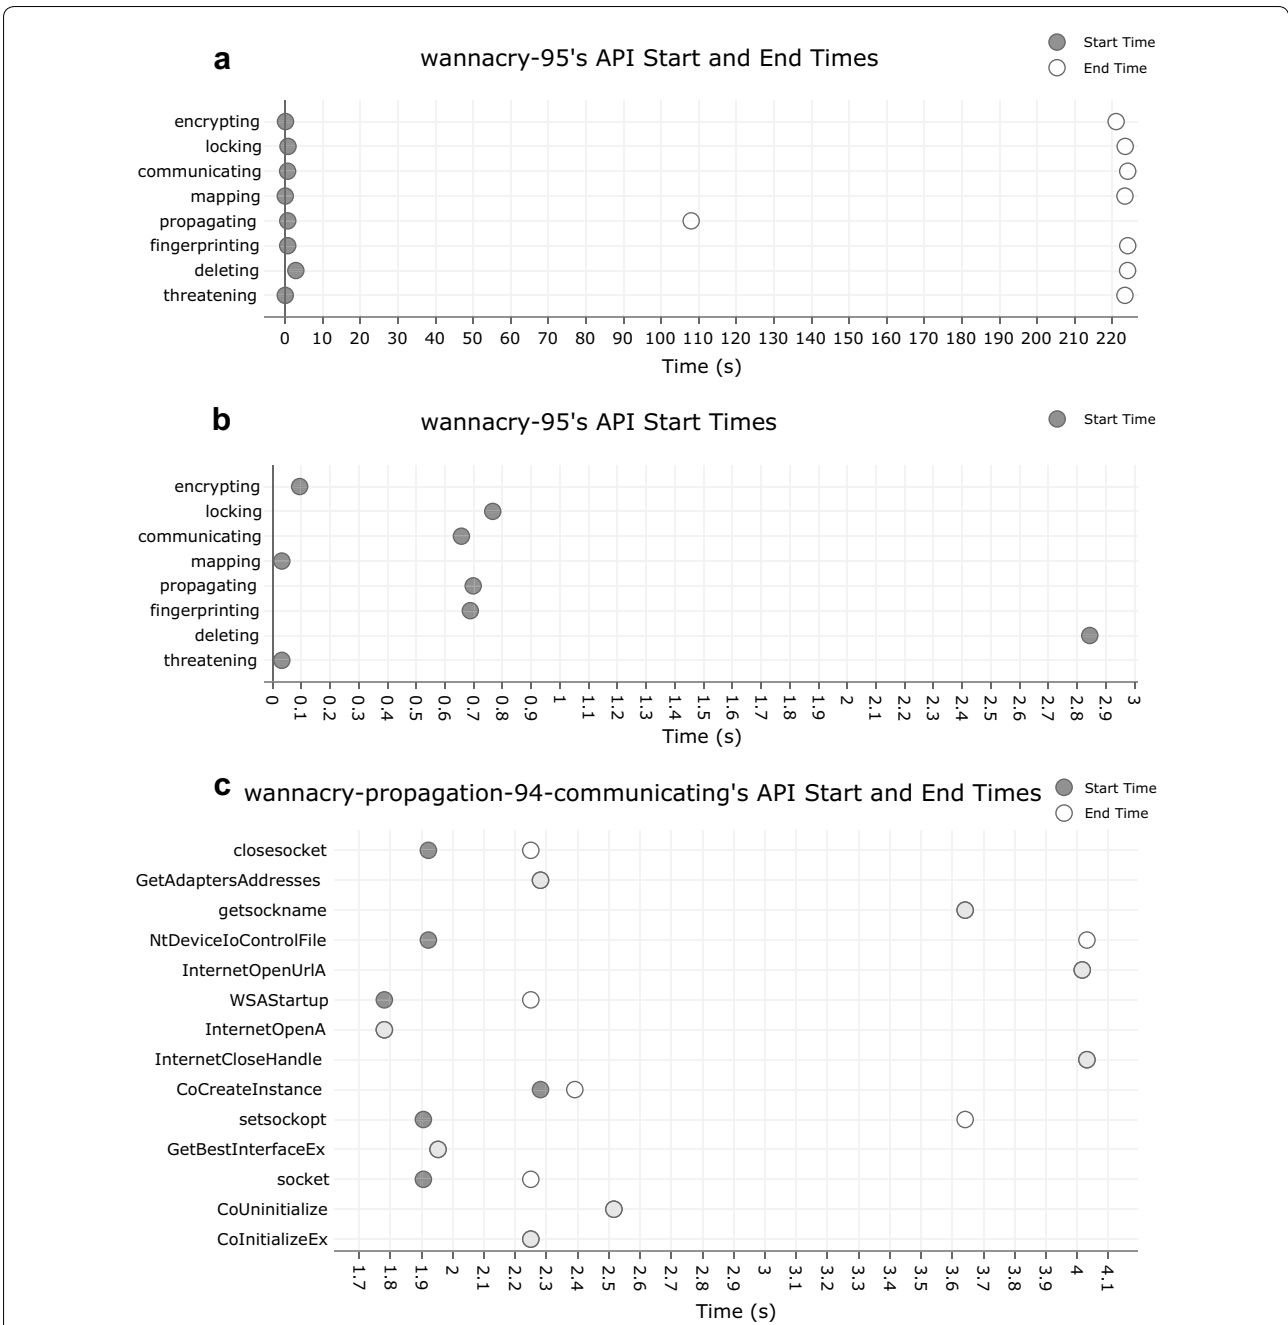 a
wannacry-95's API Start and End Times
Start Time
End Time
encrypting
locking
communicating
mapping
propagating
fingerprinting
deleting
threatening
0 10 20 30 40 50 60 70 80 90 100 110 120 130 140 150 160 170 180 190 200 210 220
Time (s)
b
wannacry-95's API Start Times
Start Time
encrypting
locking
communicating
mapping
propagating
fingerprinting
deleting
threatening
0 0.1 0.2 0.3 0.4 0.5 0.6 0.7 0.8 0.9 1 1.1 1.2 1.3 1.4 1.5 1.6 1.7 1.8 1.9 2 2.1 2.2 2.3 2.4 2.5 2.6 2.7 2.8 2.9 3
Time (s)
c
wannacry-propagation-94-communicating's API Start and End Times
Start Time
End Time
closesocket
GetAdaptersAddresses
getsockname
NtDeviceIoControlFile
InternetOpenUrlA
WSAStartup
InternetOpenA
InternetCloseHandle
CoCreateInstance
setsockopt
GetBestInterfaceEx
socket
CoUninitialize
CoInitializeEx
1.7 1.8 1.9 2 2.1 2.2 2.3 2.4 2.5 2.6 2.7 2.8 2.9 3 3.1 3.2 3.3 3.4 3.5 3.6 3.7 3.8 3.9 4 4.1
Time (s)